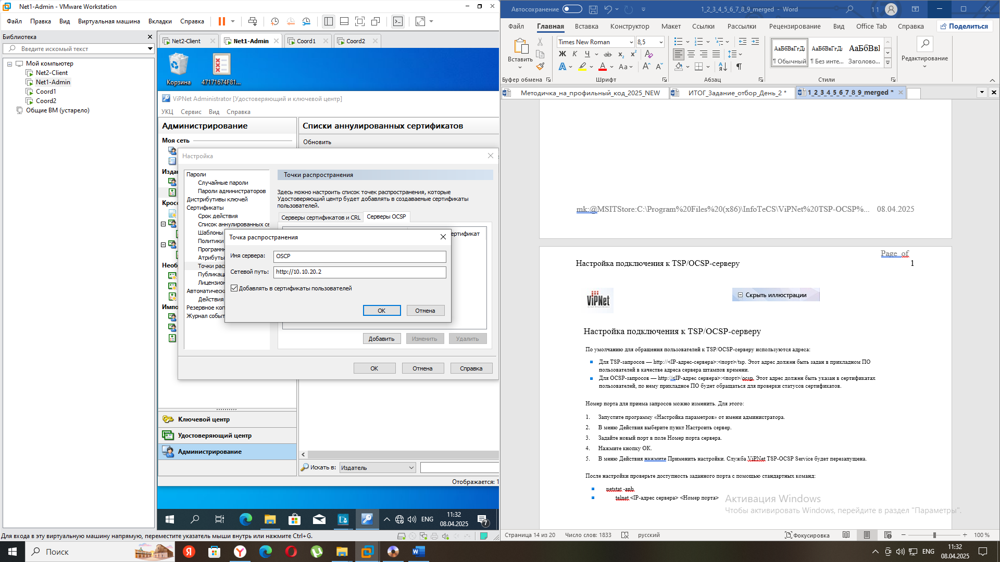 Net1-Admin - VMware Workstation
Файл Правка Вид Виртуальная машина Вкладки Справка
Библиотека
Введите искомый текст
Мой компьютер
Net2-Client
Net1-Admin
Coord1
Coord2
Общие ВМ (устарело)
Net2-Client Net1-Admin Coord1 Coord2
Корзина
47171674F81...
ViPNet Administrator [Удостоверяющий и ключевой центр]
УКЦ Сервис Вид Справка
Администрирование
Моя сеть
Изда
Крос
Необ
Импо
Списки аннулированных сертификатов
Обновить
Настройка
Пароли
Случайные пароли
Пароли администраторов
Дистрибутивы ключей
Сертификаты
Срок действия
Список аннулированных се
Шаблоны
Политики
Програм
Атрибуты
Точки рас
Публикац
Лицензио
Автоматическ
Действия
Резервное коп
Журнал событ
Точки распространения
Здесь можно настроить список точек распространения, которые
Удостоверяющий центр будет добавлять в создаваемые сертификаты
пользователей.
Серверы сертификатов и CRL Серверы OCSP
ертификат
Точка распространения
Имя сервера: OSCP
Сетевой путь: http://10.10.20.2
Добавлять в сертификаты пользователей
OK Отмена
Добавить Изменить Удалить
OK Отмена Справка
Ключевой центр
Удостоверяющий центр
Администрирование
Искать в: Издатель
Отображается: 1
ENG 11:32 08.04.2025 7
Для входа в эту виртуальную машину напрямую, переместите указатель мыши внутрь или нажмите Ctrl+G.
Автосохранение
1_2_3_4_5_6_7_8_9_merged - Word
1 1
Файл Главная Вставка Конструктор Макет Ссылки Рассылки Рецензирование Вид Office Tab Справка Поделиться
Вставить
Times New Roman 8,5
Ж К Ч ab x₂ x² A
A A Aa A A
АаБбВвГгДд АаБбВвГгДд АаБбВвІ
¶ Обычный ¶ Без инте... Заголово...
Редактирование
Буфер обмена Шрифт Абзац Стили
Методичка_на_профильный_код_2025_NEW ИТОГ_Задание_отбор_День_2 * 1_2_3_4_5_6_7_8_9_merged *
mk:@MSITStore:C:\Program%20Files%20(x86)\InfoTeCS\ViPNet%20TSP-OCSP%... 08.04.2025
Page of
Настройка подключения к TSP/OCSP-серверу 1
ViPNet
Скрыть иллюстрации
Настройка подключения к TSP/OCSP-серверу
По умолчанию для обращения пользователей к TSP/OCSP-серверу используются адреса:
Для TSP-запросов — http://<IP-адрес-сервера>:<порт>/tsp. Этот адрес должен быть задан в прикладном ПО
пользователей в качестве адреса сервера штампов времени.
Для OCSP-запросов — http://<IP-адрес сервера>:<порт>/ocsp. Этот адрес должен быть указан в сертификатах
пользователей, по нему прикладное ПО будет обращаться для проверки статусов сертификатов.
Номер порта для приема запросов можно изменить. Для этого:
1. Запустите программу «Настройка параметров» от имени администратора.
2. В меню Действия выберите пункт Настроить сервер.
3. Задайте новый порт в поле Номер порта сервера.
4. Нажмите кнопку ОК.
5. В меню Действия нажмите Применить настройки. Служба ViPNet TSP-OCSP Service будет перезапущена.
После настройки проверьте доступность заданного порта с помощью стандартных команд:
netstat -anb
telnet <IP-адрес сервера> <Номер порта>
Активация Windows
Чтобы активировать Windows, перейдите в раздел "Параметры".
Страница 14 из 20 Число слов: 1833 русский Фокусировка 100 %
Поиск
ENG 11:32 08.04.2025